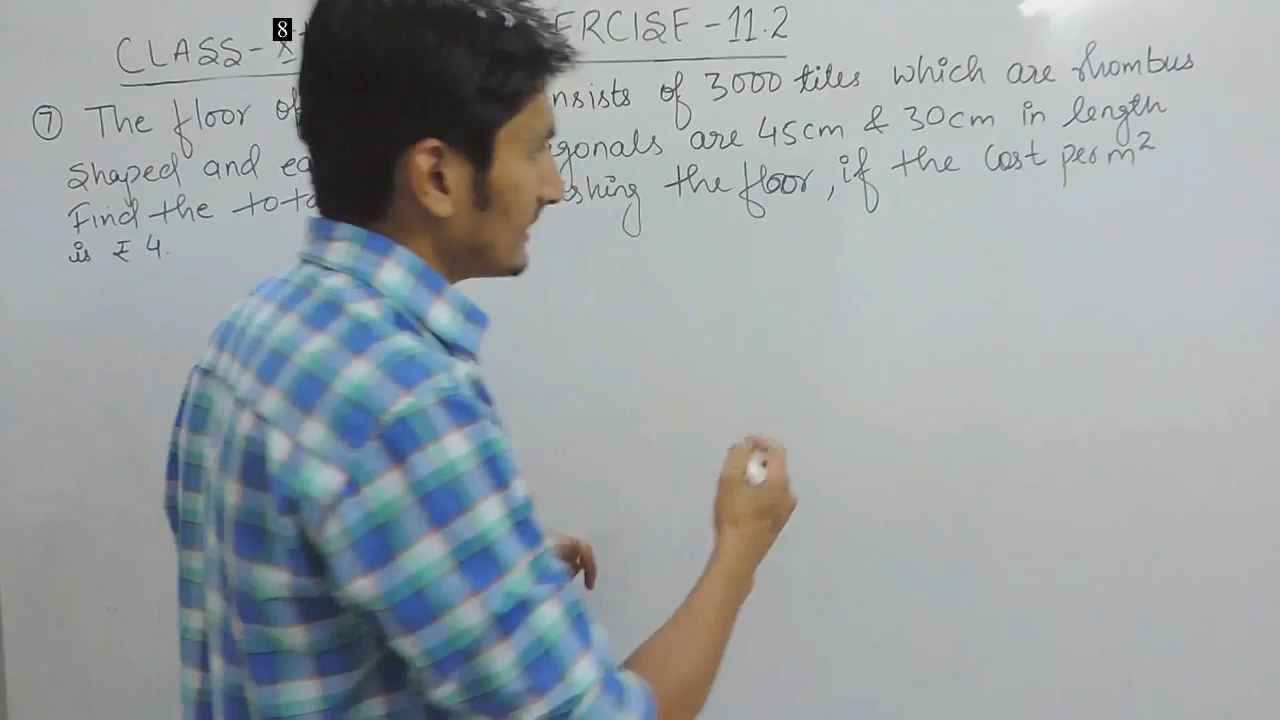 CLASS- 8 ERCISE - 11.2
⑦ The floor of nsists of 3000 tiles which are rhombus
shaped and ea gonals are 45cm & 30cm in length
Find the tota shing the floor, if the cost per m²
is ₹ 4.